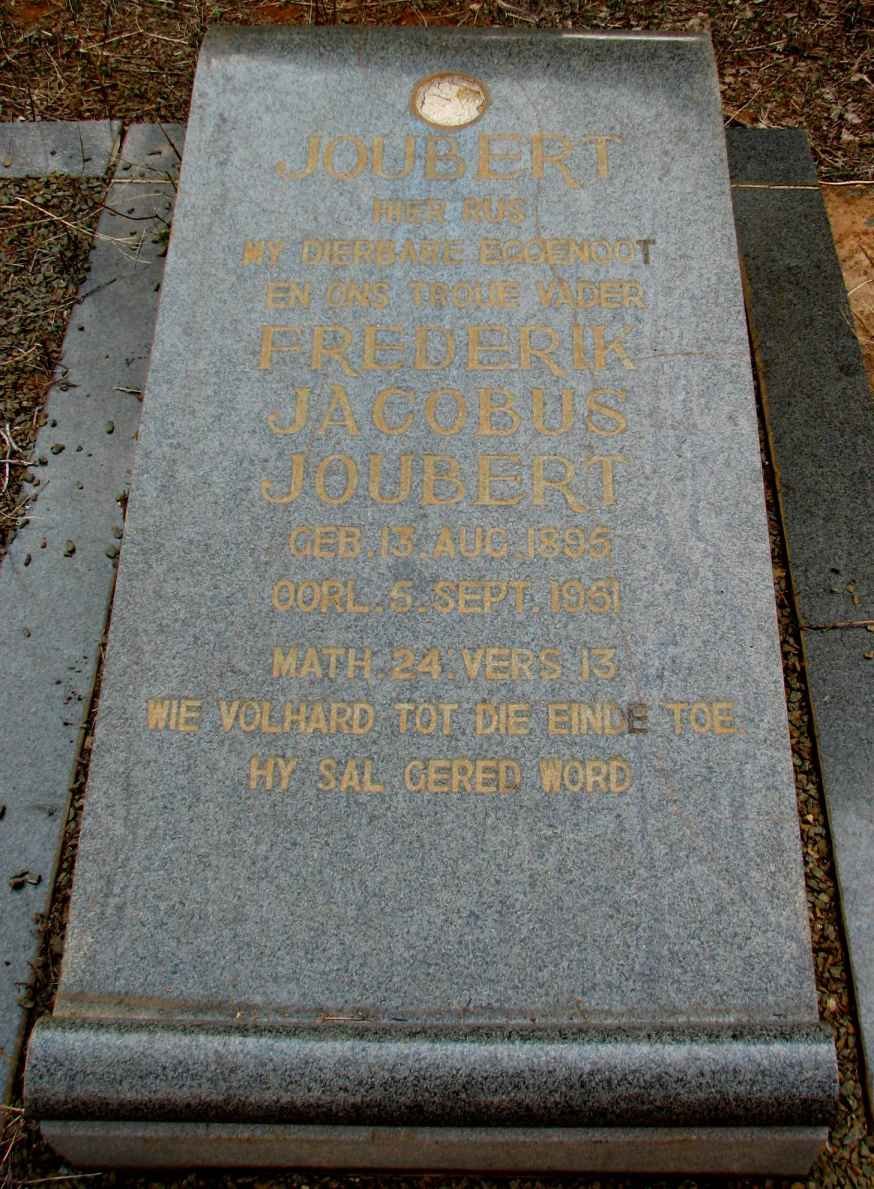 JOUBERT
HIER RUS
MY DIERBARE EGGENOOT
EN ONS TROUE VADER
FREDERIK
JACOBUS
JOUBERT
GEB. 13. AUG. 1895
OORL. 5. SEPT. 1951
MATH. 24. VERS 13
WIE VOLHARD TOT DIE EINDE TOE
HY SAL GERED WORD